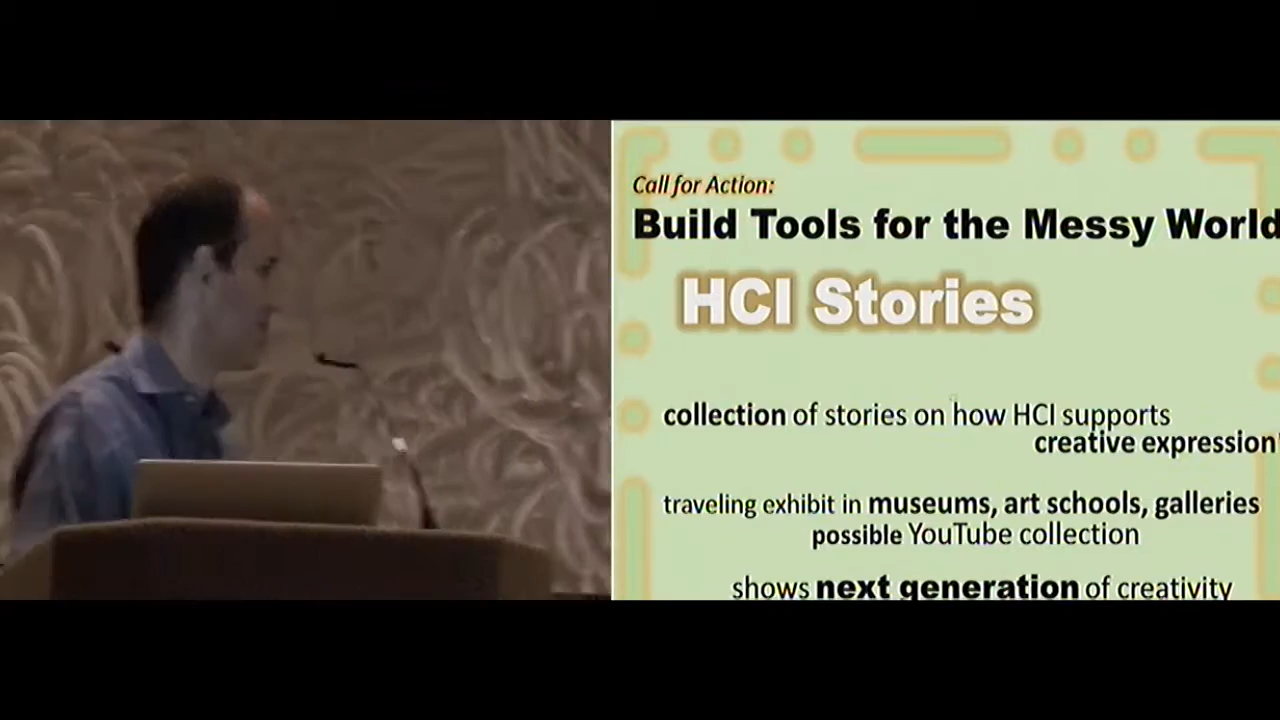 Call for Action:
Build Tools for the Messy World
HCI Stories
collection of stories on how HCI supports
creative expression
traveling exhibit in museums, art schools, galleries
possible YouTube collection
shows next generation of creativity